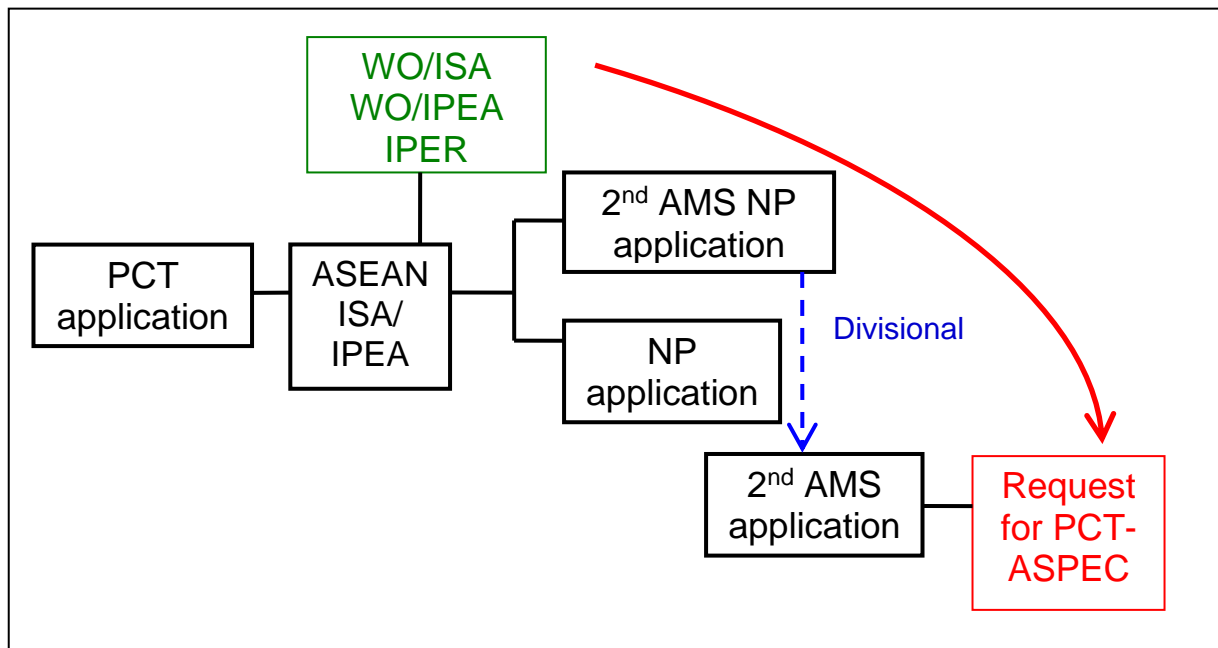 WO/ISA
WO/IPEA
IPER
2nd AMS NP
application
PCT
application
ASEAN
ISA/
IPEA
Divisional
NP
application
2nd AMS
application
Request
for PCT-
ASPEC